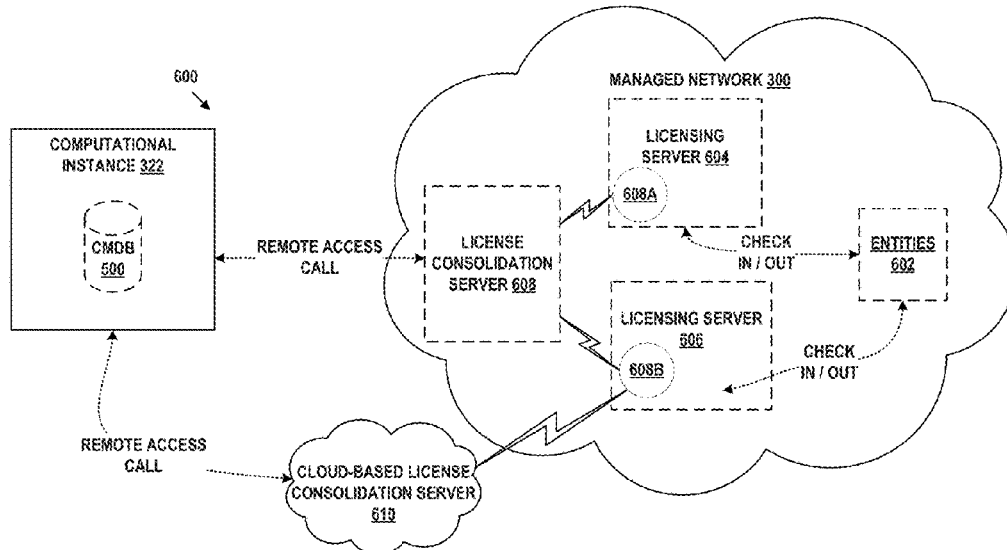 600
COMPUTATIONAL
INSTANCE 322
CMDB
500
REMOTE ACCESS
CALL
MANAGED NETWORK 300
LICENSING
SERVER 604
608A
LICENSE
CONSOLIDATION
SERVER 608
CHECK
IN / OUT
ENTITIES
602
LICENSING SERVER
606
608B
CHECK
IN / OUT
REMOTE ACCESS
CALL
CLOUD-BASED LICENSE
CONSOLIDATION SERVER
610